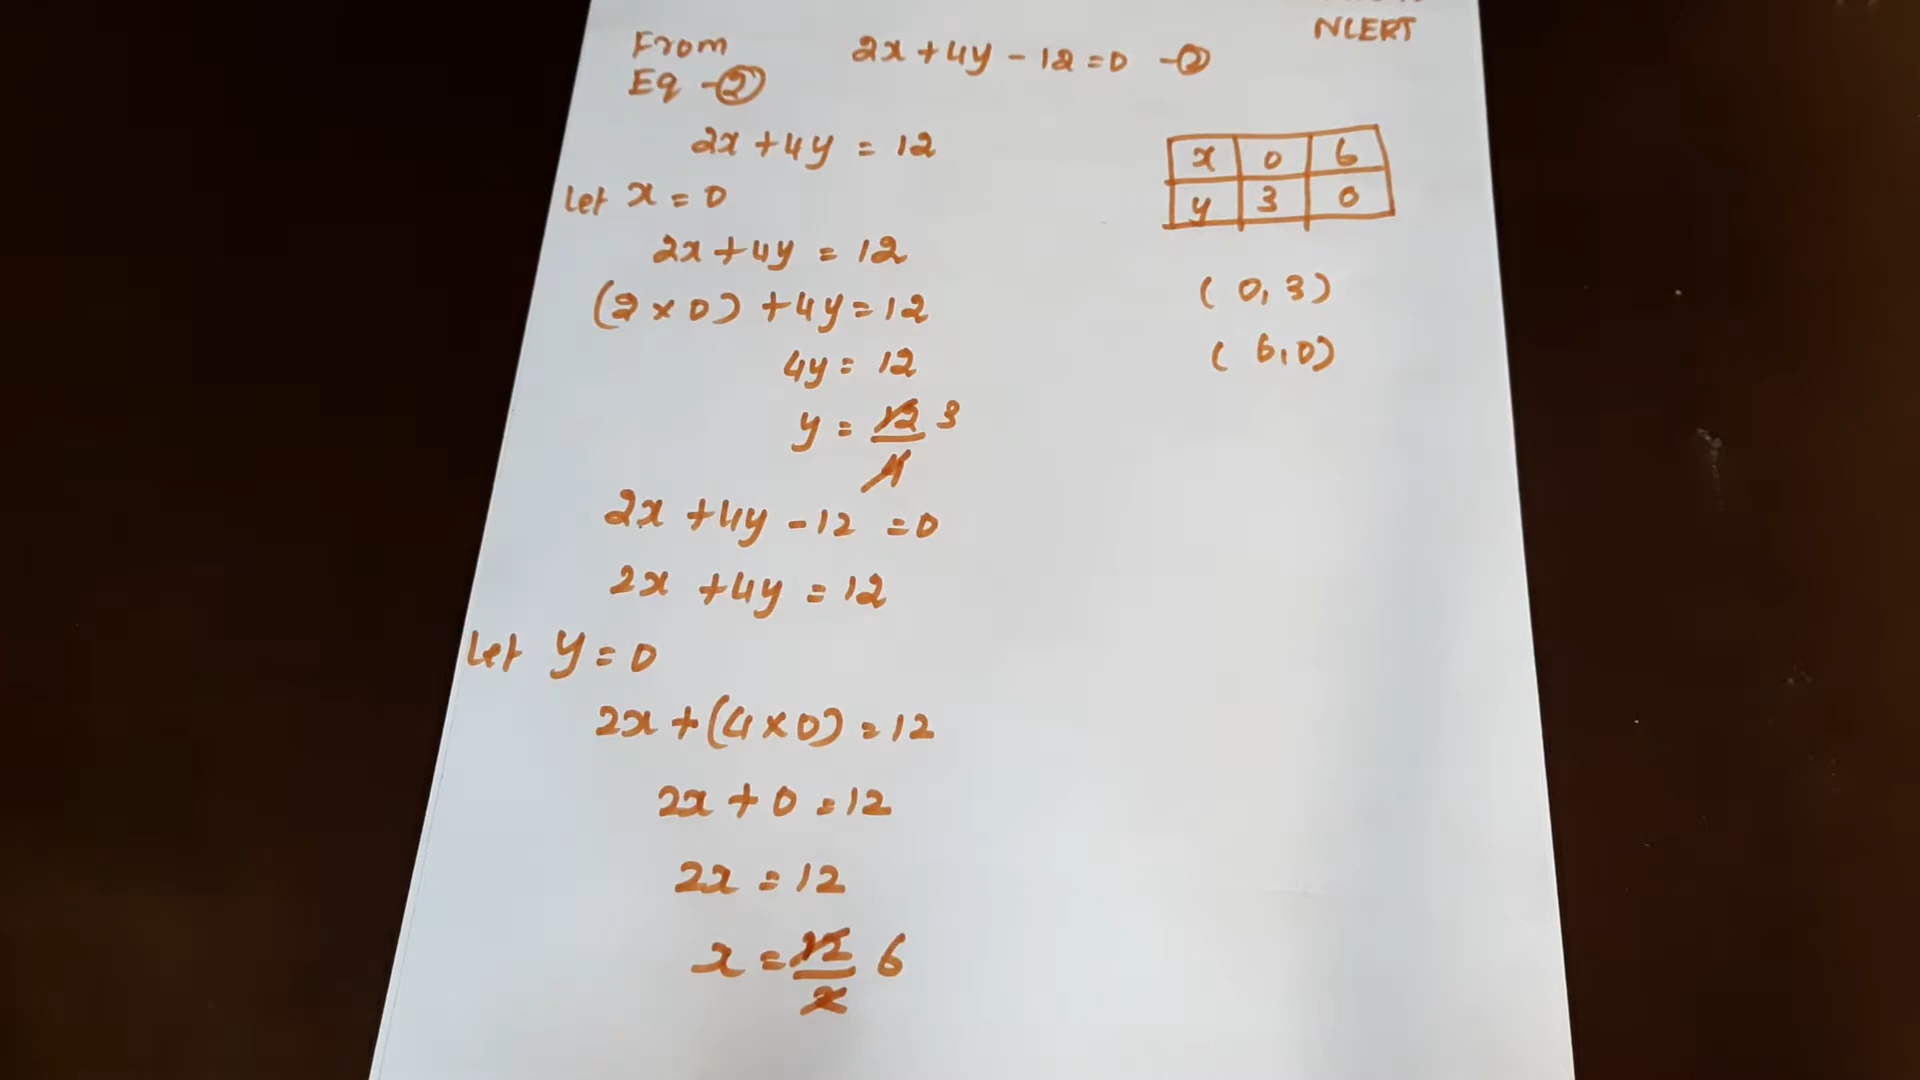 NLERT
From
Eq -②
2x + 4y - 12 = 0 -②
2x + 4y = 12
Let x = 0
2x + 4y = 12
(2 × 0) + 4y = 12
4y = 12
y = 12/4 3
2x + 4y - 12 = 0
2x + 4y = 12
Let y = 0
2x + (4 × 0) = 12
2x + 0 = 12
2x = 12
x = 12/2 6
x 0 6
y 3 0
(0, 3)
(6, 0)